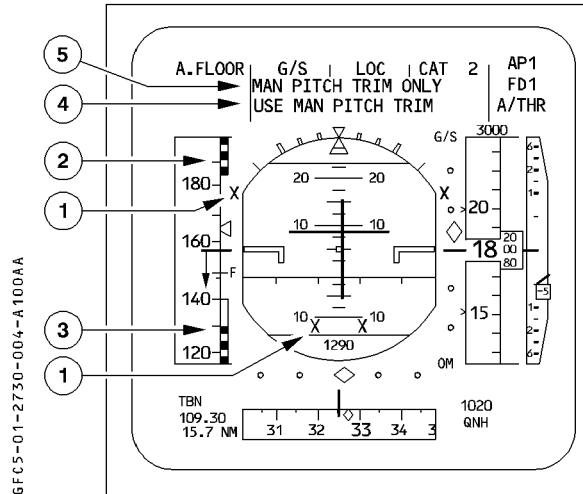 5
4
2
1
3
1
A.FLOOR G/S LOC CAT 2 AP1
MAN PITCH TRIM ONLY FD1
USE MAN PITCH TRIM A/THR
G/S 3000
180
160
F
140
120
X X
20 20
10 10
10 10
X X
1290
20
18 20 00 80
15
OM
6
2
1
-5
1
2
6
TBN
109.30
15.7 NM
31 32 33 34 3
1020
QNH
GFC5-01-2730-004-A100AA